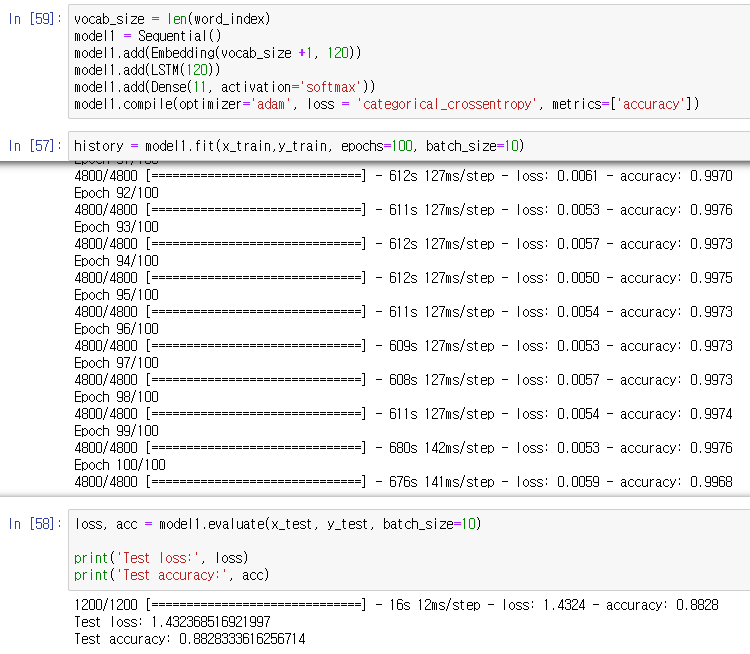 In [59]: vocab_size = len(word_index)
model1 = Sequential()
model1.add(Embedding(vocab_size +1, 120))
model1.add(LSTM(120))
model1.add(Dense(11, activation='softmax'))
model1.compile(optimizer='adam', loss = 'categorical_crossentropy', metrics=['accuracy'])
In [57]: history = model1.fit(x_train,y_train, epochs=100, batch_size=10)
Epoch 91/100
4800/4800 [==============================] - 612s 127ms/step - loss: 0.0061 - accuracy: 0.9970
Epoch 92/100
4800/4800 [==============================] - 611s 127ms/step - loss: 0.0053 - accuracy: 0.9976
Epoch 93/100
4800/4800 [==============================] - 612s 127ms/step - loss: 0.0057 - accuracy: 0.9973
Epoch 94/100
4800/4800 [==============================] - 612s 127ms/step - loss: 0.0050 - accuracy: 0.9975
Epoch 95/100
4800/4800 [==============================] - 611s 127ms/step - loss: 0.0054 - accuracy: 0.9973
Epoch 96/100
4800/4800 [==============================] - 609s 127ms/step - loss: 0.0053 - accuracy: 0.9973
Epoch 97/100
4800/4800 [==============================] - 608s 127ms/step - loss: 0.0057 - accuracy: 0.9973
Epoch 98/100
4800/4800 [==============================] - 611s 127ms/step - loss: 0.0054 - accuracy: 0.9974
Epoch 99/100
4800/4800 [==============================] - 680s 142ms/step - loss: 0.0053 - accuracy: 0.9976
Epoch 100/100
4800/4800 [==============================] - 676s 141ms/step - loss: 0.0059 - accuracy: 0.9968
In [58]: loss, acc = model1.evaluate(x_test, y_test, batch_size=10)
print('Test loss:', loss)
print('Test accuracy:', acc)
1200/1200 [==============================] - 16s 12ms/step - loss: 1.4324 - accuracy: 0.8828
Test loss: 1.432368516921997
Test accuracy: 0.8828333616256714